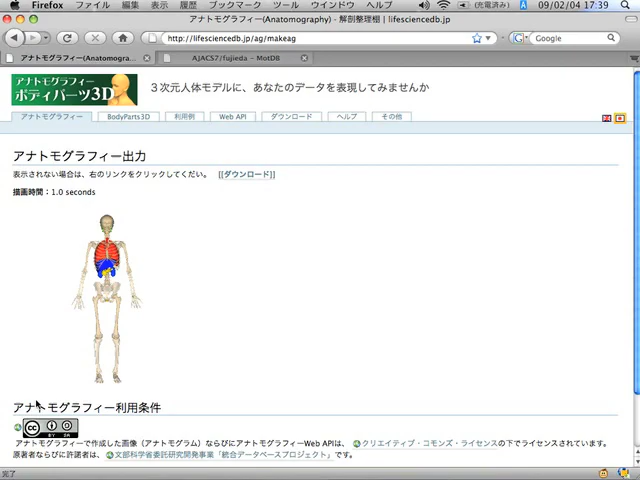 Firefox ファイル 編集 表示 履歴 ブックマーク ツール ウインドウ ヘルプ (充電済み) A 09/02/04 17:39
アナトモグラフィー(Anatomography) - 解剖整理棚 | lifesciencedb.jp
http://lifesciencedb.jp/ag/makeag
Google
アナトモグラフィー(Anatomogra...
AJACS7/fujieda - MotDB
アナトモグラフィー
ボディパーツ3D
3次元人体モデルに、あなたのデータを表現してみませんか
アナトモグラフィー BodyParts3D 利用例 Web API ダウンロード ヘルプ その他
アナトモグラフィー出力
表示されない場合は、右のリンクをクリックしてくだい。 [[ダウンロード]]
描画時間:1.0 seconds
アナトモグラフィー利用条件
cc BY SA
アナトモグラフィーで作成した画像(アナトモグラム)ならびにアナトモグラフィーWeb APIは、 クリエイティブ・コモンズ・ライセンスの下でライセンスされています。
原著者ならびに許諾者は、 文部科学省委託研究開発事業「統合データベースプロジェクト」です。
完了